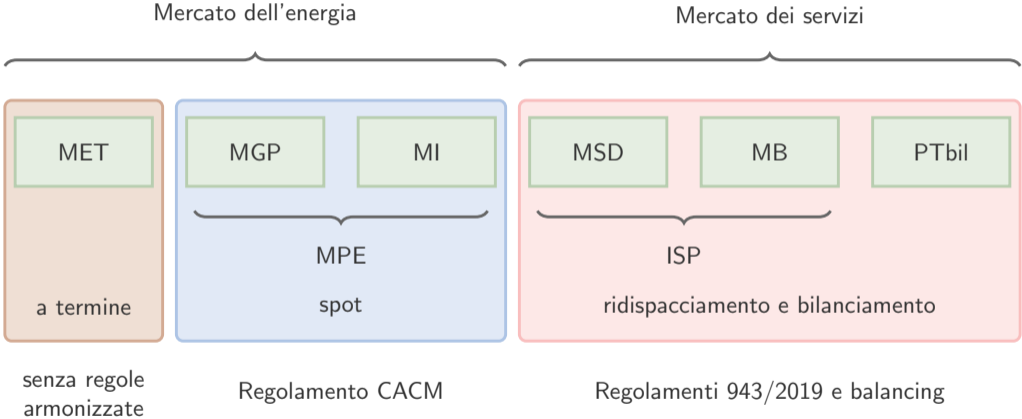 Mercato dell'energia
Mercato dei servizi
MET
MGP
MI
MSD
MB
PTbil
MPE
ISP
a termine
spot
ridispacciamento e bilanciamento
senza regole
armonizzate
Regolamento CACM
Regolamenti 943/2019 e balancing